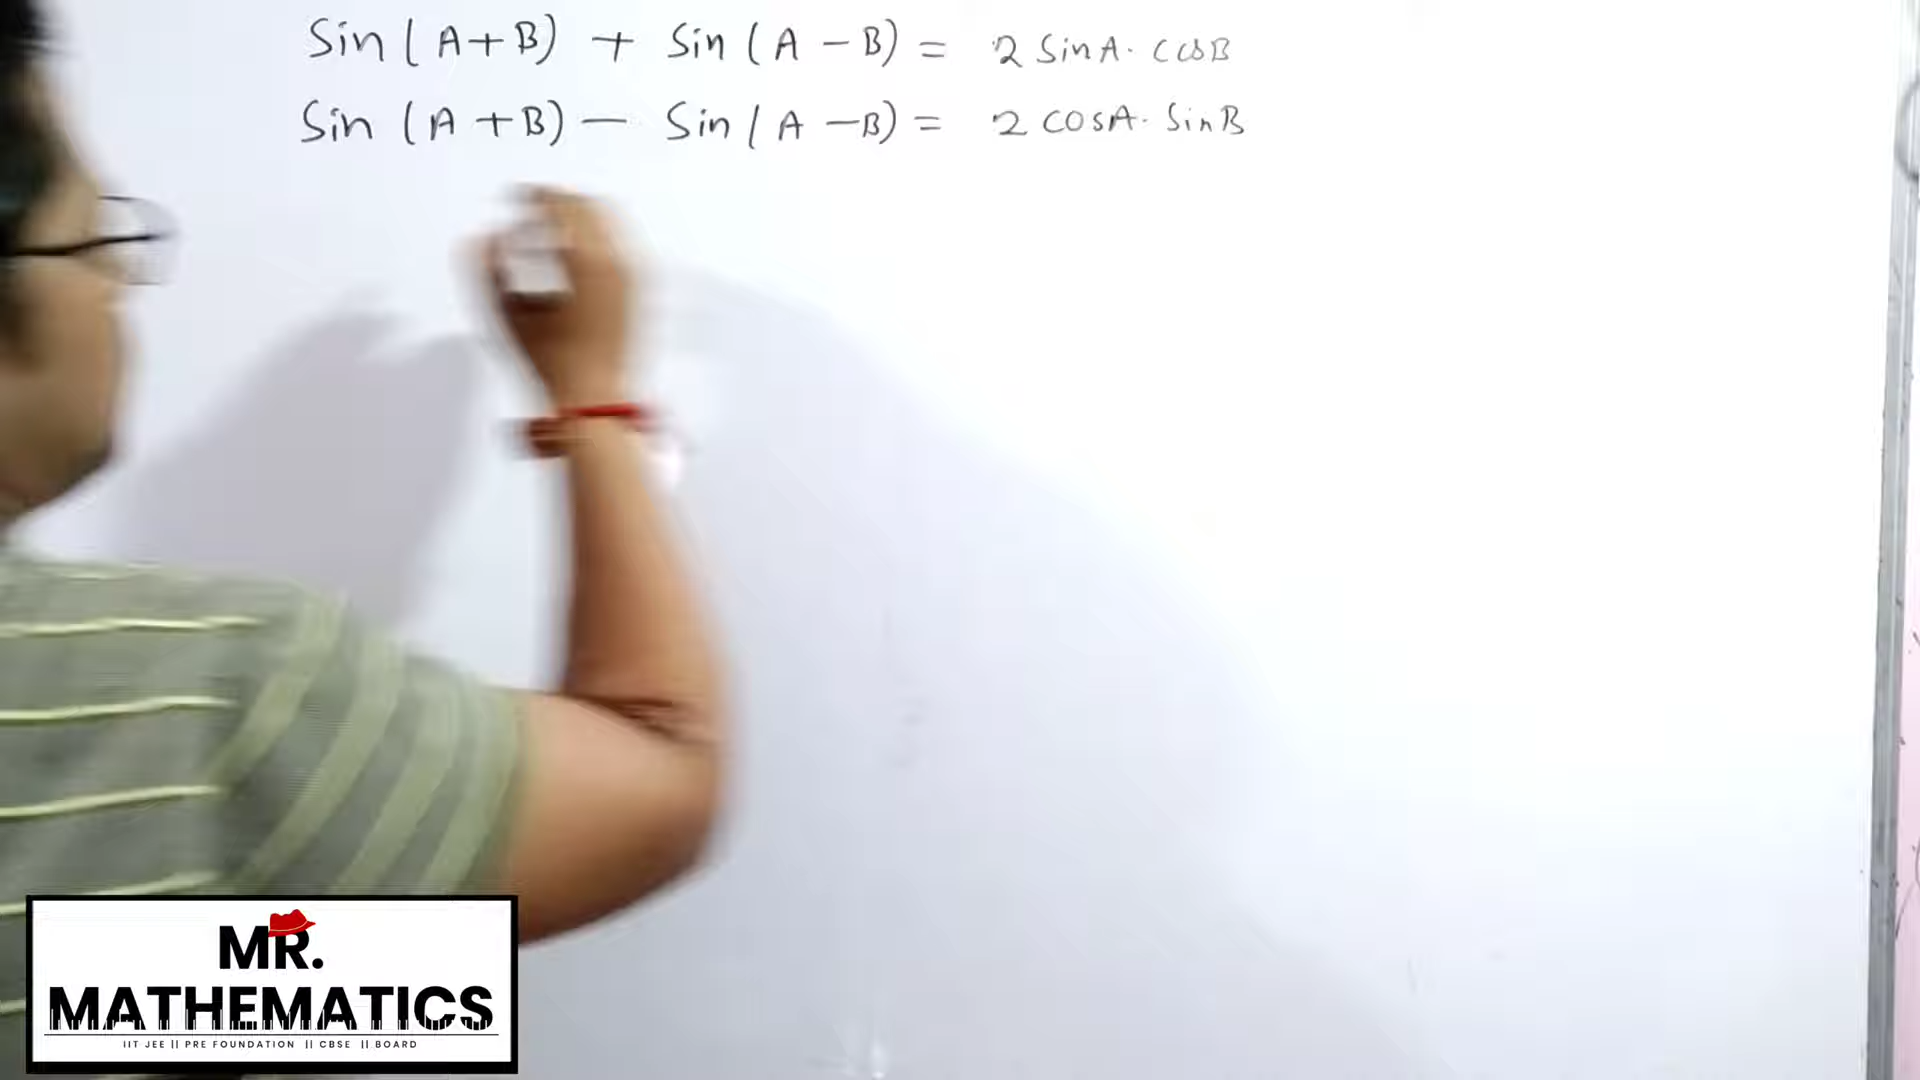 Sin (A+B) + Sin (A - B) = 2 SinA. CosB
Sin (A+B) - Sin (A - B) = 2 COSA. SinB
MR.
MATHEMATICS
IIT JEE || PRE FOUNDATION || CBSE || BOARD